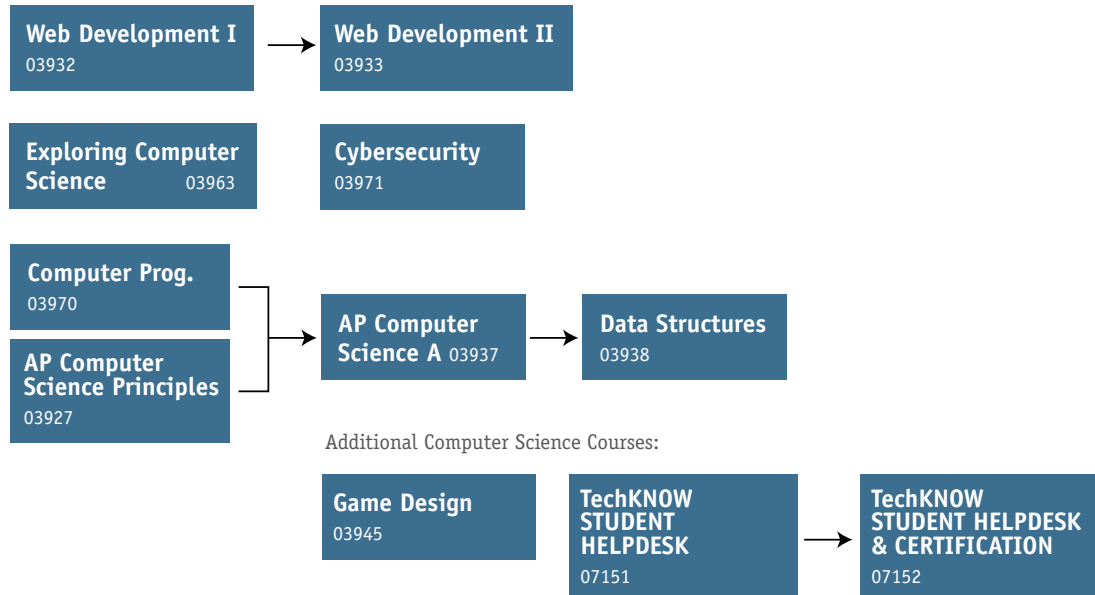 Web Development I
03932
Web Development II
03933
Exploring Computer
Science 03963
Cybersecurity
03971
Computer Prog.
03970
AP Computer
Science Principles
03927
AP Computer
Science A 03937
Data Structures
03938
Additional Computer Science Courses:
Game Design
03945
TechKNOW
STUDENT
HELPDESK
07151
TechKNOW
STUDENT HELPDESK
& CERTIFICATION
07152